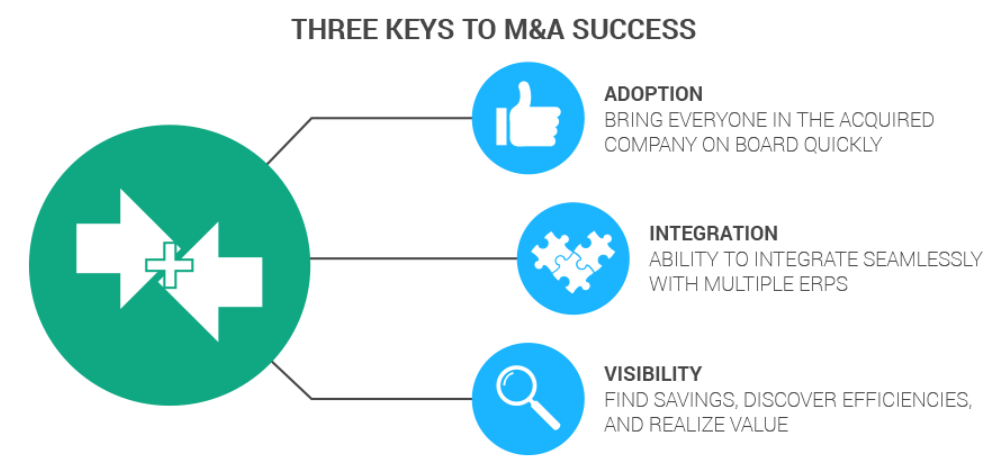 THREE KEYS TO M&A SUCCESS
ADOPTION
BRING EVERYONE IN THE ACQUIRED
COMPANY ON BOARD QUICKLY
INTEGRATION
ABILITY TO INTEGRATE SEAMLESSLY
WITH MULTIPLE ERPS
VISIBILITY
FIND SAVINGS, DISCOVER EFFICIENCIES,
AND REALIZE VALUE